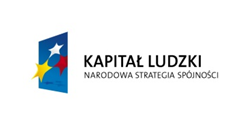 KAPITAŁ LUDZKI
NARODOWA STRATEGIA SPÓJNOŚCI